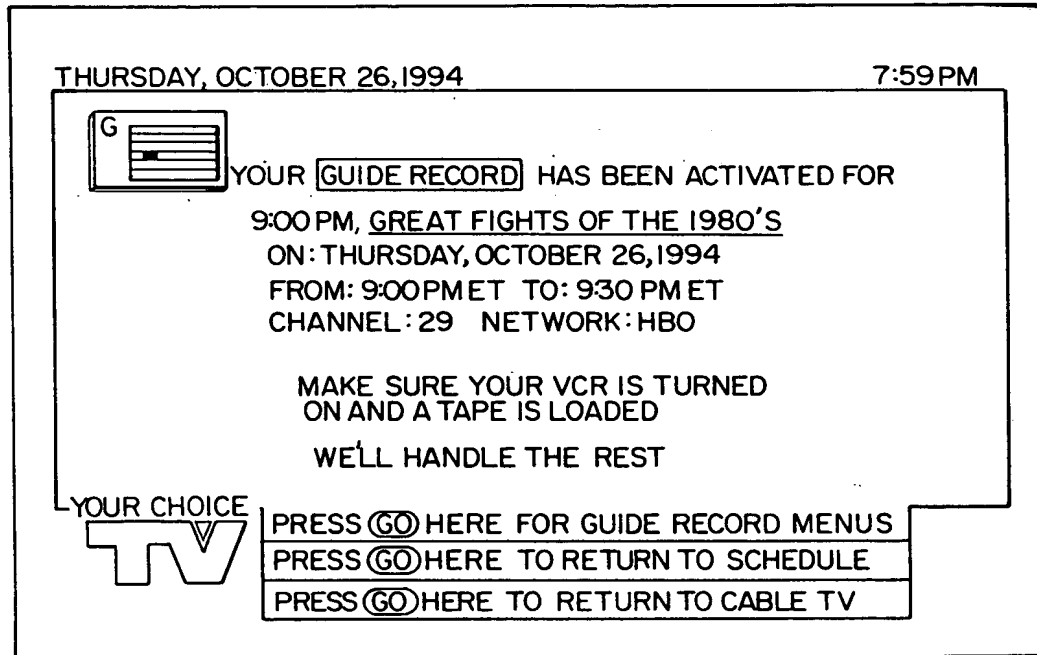 THURSDAY, OCTOBER 26,1994 7:59PM
G
YOUR GUIDE RECORD HAS BEEN ACTIVATED FOR
9:00 PM, GREAT FIGHTS OF THE 1980'S
ON: THURSDAY, OCTOBER 26,1994
FROM: 9:00PM ET TO: 9:30 PM ET
CHANNEL: 29 NETWORK: HBO
MAKE SURE YOUR VCR IS TURNED
ON AND A TAPE IS LOADED
WE'LL HANDLE THE REST
YOUR CHOICE
TV
PRESS GO HERE FOR GUIDE RECORD MENUS
PRESS GO HERE TO RETURN TO SCHEDULE
PRESS GO HERE TO RETURN TO CABLE TV